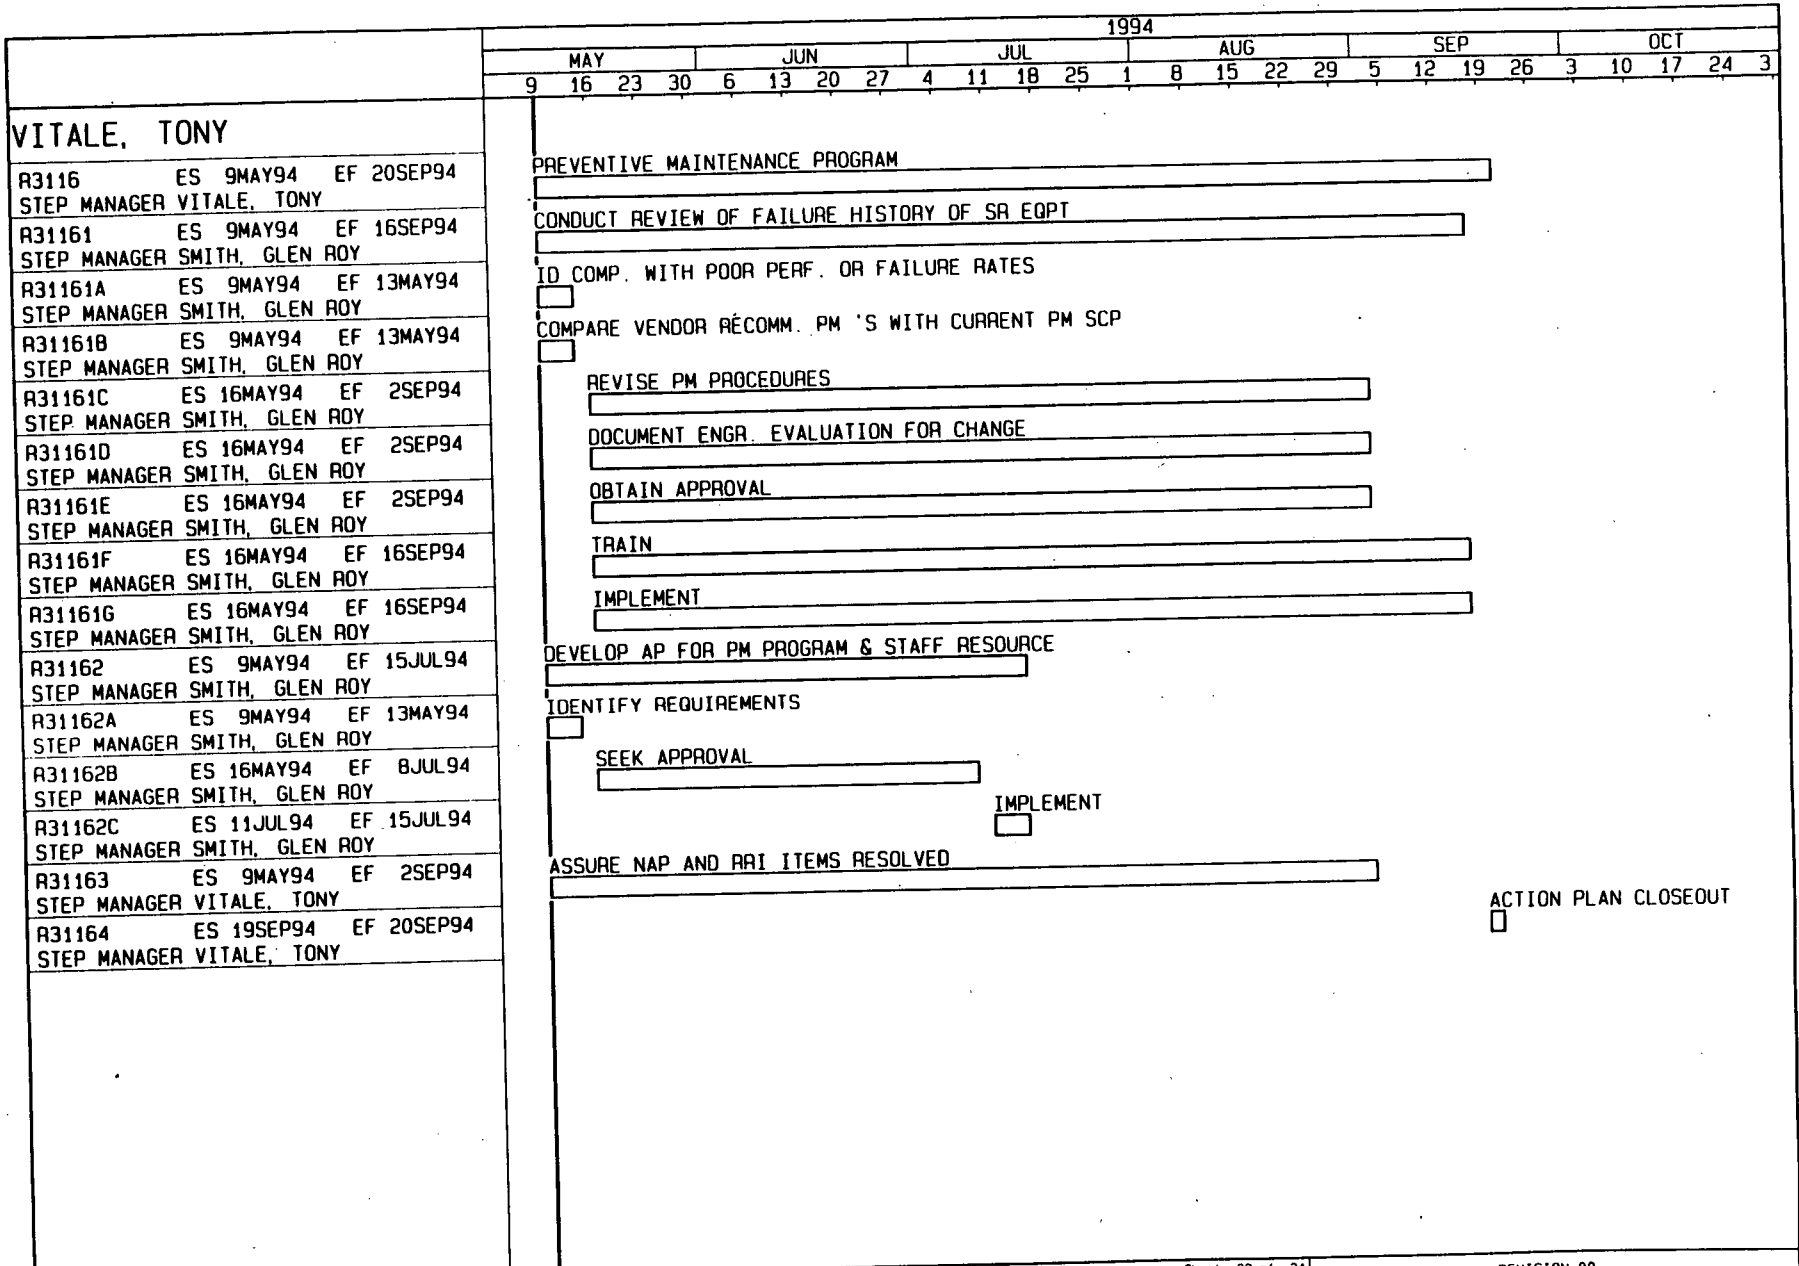 1994
MAY JUN JUL AUG SEP OCT
9 16 23 30 6 13 20 27 4 11 18 25 1 8 15 22 29 5 12 19 26 3 10 17 24 3
VITALE, TONY
R3116 ES 9MAY94 EF 20SEP94
STEP MANAGER VITALE, TONY
PREVENTIVE MAINTENANCE PROGRAM
R31161 ES 9MAY94 EF 16SEP94
STEP MANAGER SMITH, GLEN ROY
CONDUCT REVIEW OF FAILURE HISTORY OF SR EQPT
R31161A ES 9MAY94 EF 13MAY94
STEP MANAGER SMITH, GLEN ROY
ID COMP. WITH POOR PERF. OR FAILURE RATES
R31161B ES 9MAY94 EF 13MAY94
STEP MANAGER SMITH, GLEN ROY
COMPARE VENDOR RECOMM. PM 'S WITH CURRENT PM SCP
R31161C ES 16MAY94 EF 2SEP94
STEP MANAGER SMITH, GLEN ROY
REVISE PM PROCEDURES
R31161D ES 16MAY94 EF 2SEP94
STEP MANAGER SMITH, GLEN ROY
DOCUMENT ENGR. EVALUATION FOR CHANGE
R31161E ES 16MAY94 EF 2SEP94
STEP MANAGER SMITH, GLEN ROY
OBTAIN APPROVAL
R31161F ES 16MAY94 EF 16SEP94
STEP MANAGER SMITH, GLEN ROY
TRAIN
R31161G ES 16MAY94 EF 16SEP94
STEP MANAGER SMITH, GLEN ROY
IMPLEMENT
R31162 ES 9MAY94 EF 15JUL94
STEP MANAGER SMITH, GLEN ROY
DEVELOP AP FOR PM PROGRAM & STAFF RESOURCE
R31162A ES 9MAY94 EF 13MAY94
STEP MANAGER SMITH, GLEN ROY
IDENTIFY REQUIREMENTS
R31162B ES 16MAY94 EF 8JUL94
STEP MANAGER SMITH, GLEN ROY
SEEK APPROVAL
R31162C ES 11JUL94 EF 15JUL94
STEP MANAGER SMITH, GLEN ROY
IMPLEMENT
R31163 ES 9MAY94 EF 2SEP94
STEP MANAGER VITALE, TONY
ASSURE NAP AND RRI ITEMS RESOLVED
R31164 ES 19SEP94 EF 20SEP94
STEP MANAGER VITALE, TONY
ACTION PLAN CLOSEOUT